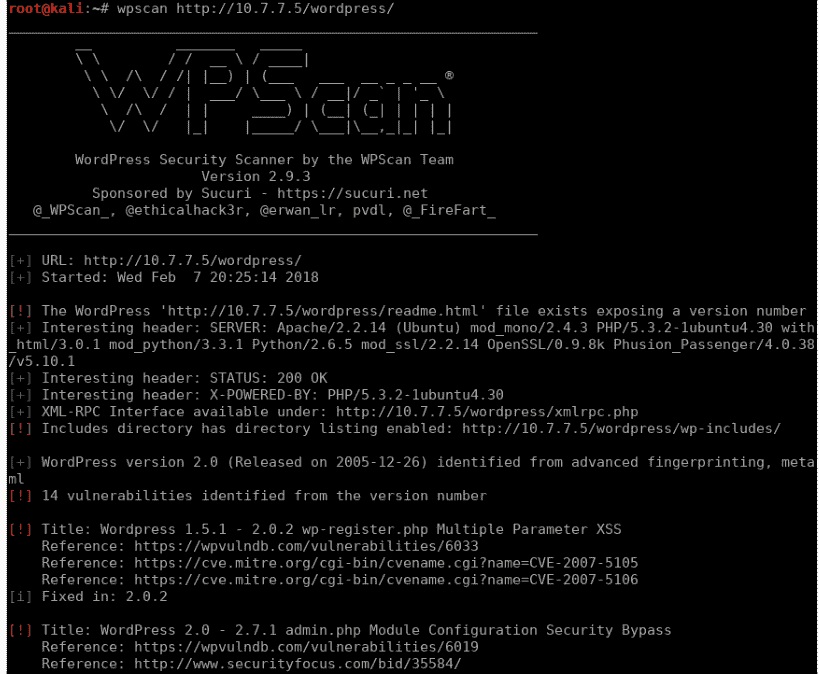 root@kali:~# wpscan http://10.7.7.5/wordpress/
WPScan ®
WordPress Security Scanner by the WPScan Team
Version 2.9.3
Sponsored by Sucuri - https://sucuri.net
@_WPScan_, @ethicalhack3r, @erwan_lr, pvdl, @_FireFart_
[+] URL: http://10.7.7.5/wordpress/
[+] Started: Wed Feb  7 20:25:14 2018
[!] The WordPress 'http://10.7.7.5/wordpress/readme.html' file exists exposing a version number
[+] Interesting header: SERVER: Apache/2.2.14 (Ubuntu) mod_mono/2.4.3 PHP/5.3.2-1ubuntu4.30 with
_html/3.0.1 mod_python/3.3.1 Python/2.6.5 mod_ssl/2.2.14 OpenSSL/0.9.8k Phusion_Passenger/4.0.38
/v5.10.1
[+] Interesting header: STATUS: 200 OK
[+] Interesting header: X-POWERED-BY: PHP/5.3.2-1ubuntu4.30
[+] XML-RPC Interface available under: http://10.7.7.5/wordpress/xmlrpc.php
[!] Includes directory has directory listing enabled: http://10.7.7.5/wordpress/wp-includes/
[+] WordPress version 2.0 (Released on 2005-12-26) identified from advanced fingerprinting, meta
ml
[!] 14 vulnerabilities identified from the version number
[!] Title: Wordpress 1.5.1 - 2.0.2 wp-register.php Multiple Parameter XSS
Reference: https://wpvulndb.com/vulnerabilities/6033
Reference: https://cve.mitre.org/cgi-bin/cvename.cgi?name=CVE-2007-5105
Reference: https://cve.mitre.org/cgi-bin/cvename.cgi?name=CVE-2007-5106
[i] Fixed in: 2.0.2
[!] Title: WordPress 2.0 - 2.7.1 admin.php Module Configuration Security Bypass
Reference: https://wpvulndb.com/vulnerabilities/6019
Reference: http://www.securityfocus.com/bid/35584/